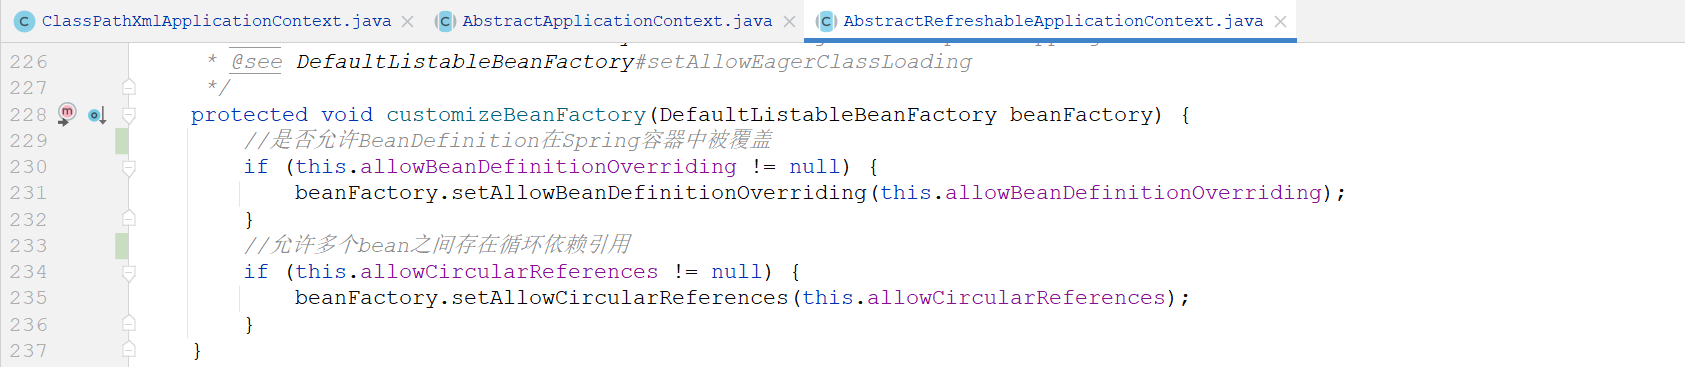 ClassPathXmlApplicationContext.java AbstractApplicationContext.java AbstractRefreshableApplicationContext.java
226 * @see DefaultListableBeanFactory#setAllowEagerClassLoading
227 */
228 protected void customizeBeanFactory(DefaultListableBeanFactory beanFactory) {
229 //是否允许BeanDefinition在Spring容器中被覆盖
230 if (this.allowBeanDefinitionOverriding != null) {
231 beanFactory.setAllowBeanDefinitionOverriding(this.allowBeanDefinitionOverriding);
232 }
233 //允许多个bean之间存在循环依赖引用
234 if (this.allowCircularReferences != null) {
235 beanFactory.setAllowCircularReferences(this.allowCircularReferences);
236 }
237 }